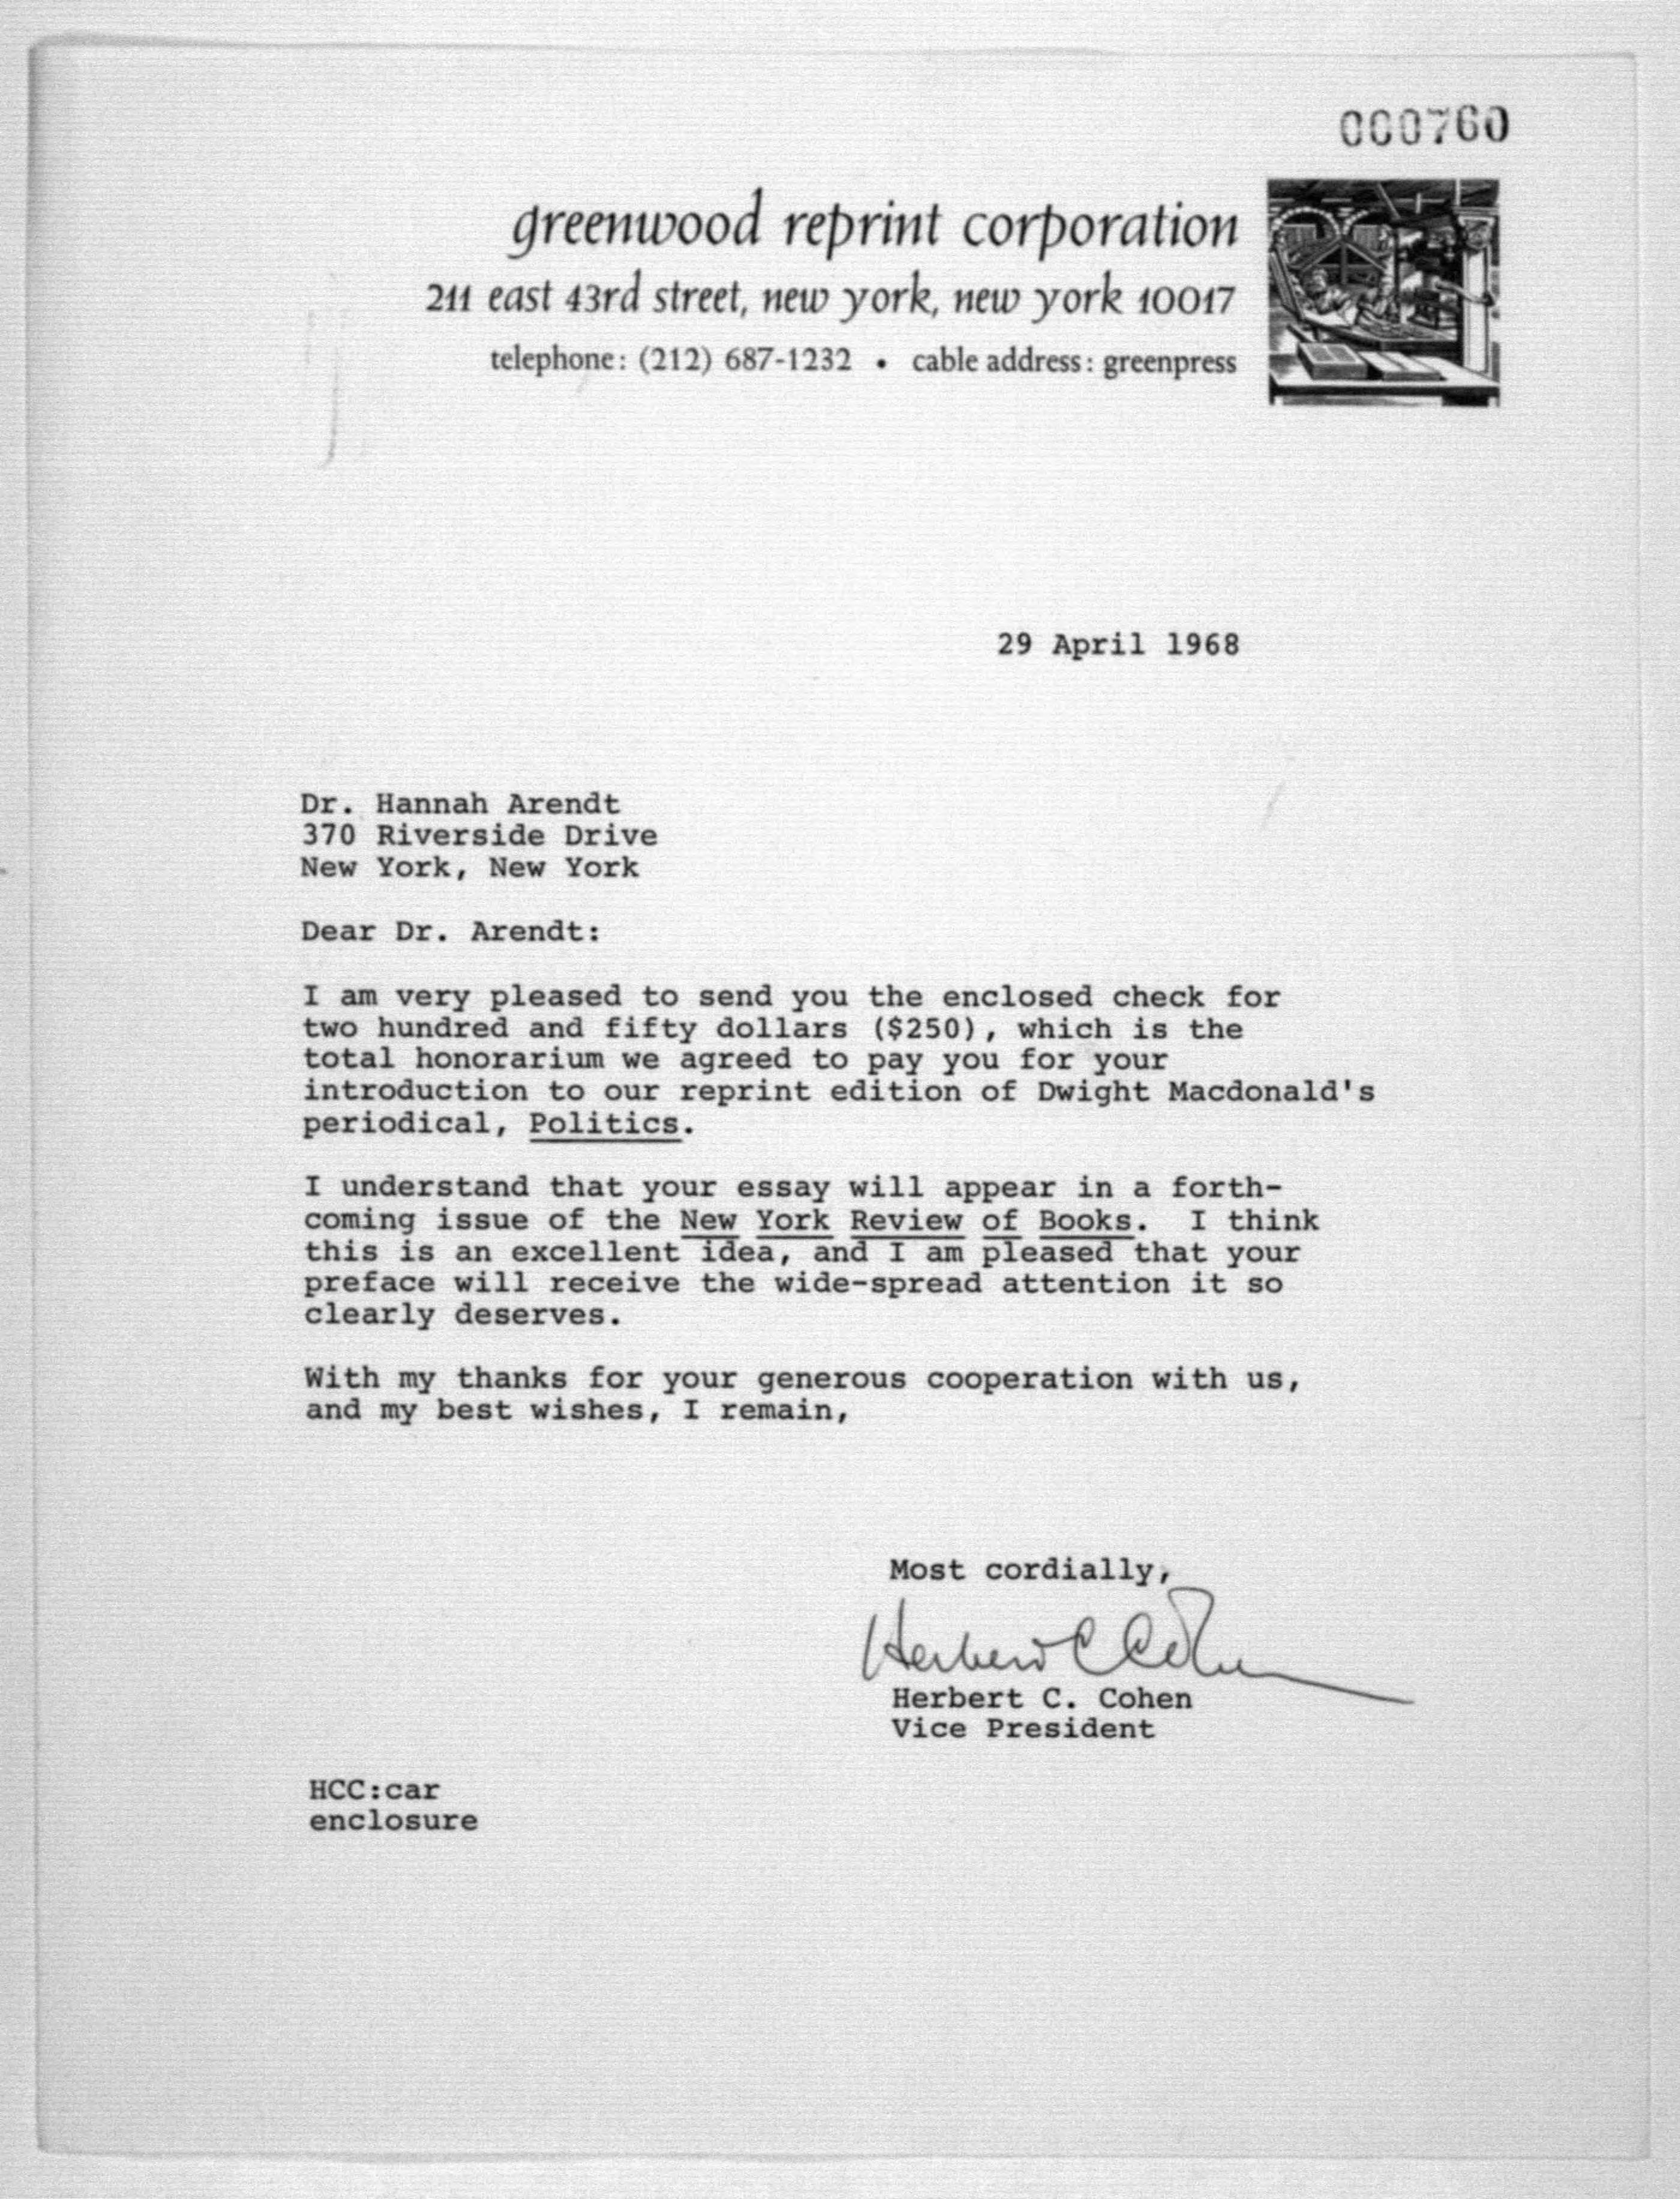 000760
greenwood reprint corporation
211 east 43rd street, new york, new york 10017
telephone: (212) 687-1232 • cable address: greenpress
29 April 1968
Dr. Hannah Arendt
370 Riverside Drive
New York, New York
Dear Dr. Arendt:
I am very pleased to send you the enclosed check for
two hundred and fifty dollars ($250), which is the
total honorarium we agreed to pay you for your
introduction to our reprint edition of Dwight Macdonald's
periodical, Politics.
I understand that your essay will appear in a forth-
coming issue of the New York Review of Books. I think
this is an excellent idea, and I am pleased that your
preface will receive the wide-spread attention it so
clearly deserves.
With my thanks for your generous cooperation with us,
and my best wishes, I remain,
Most cordially,
Herbert C Cohen
Herbert C. Cohen
Vice President
HCC:car
enclosure